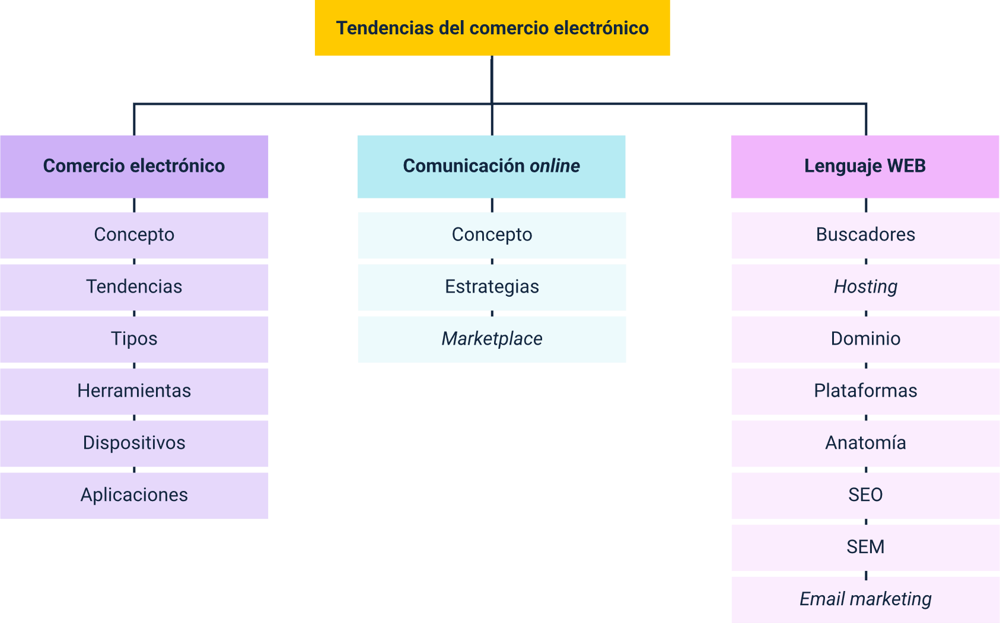 Tendencias del comercio electrónico
Comercio electrónico
Concepto
Tendencias
Tipos
Herramientas
Dispositivos
Aplicaciones
Comunicación online
Concepto
Estrategias
Marketplace
Lenguaje WEB
Buscadores
Hosting
Dominio
Plataformas
Anatomía
SEO
SEM
Email marketing